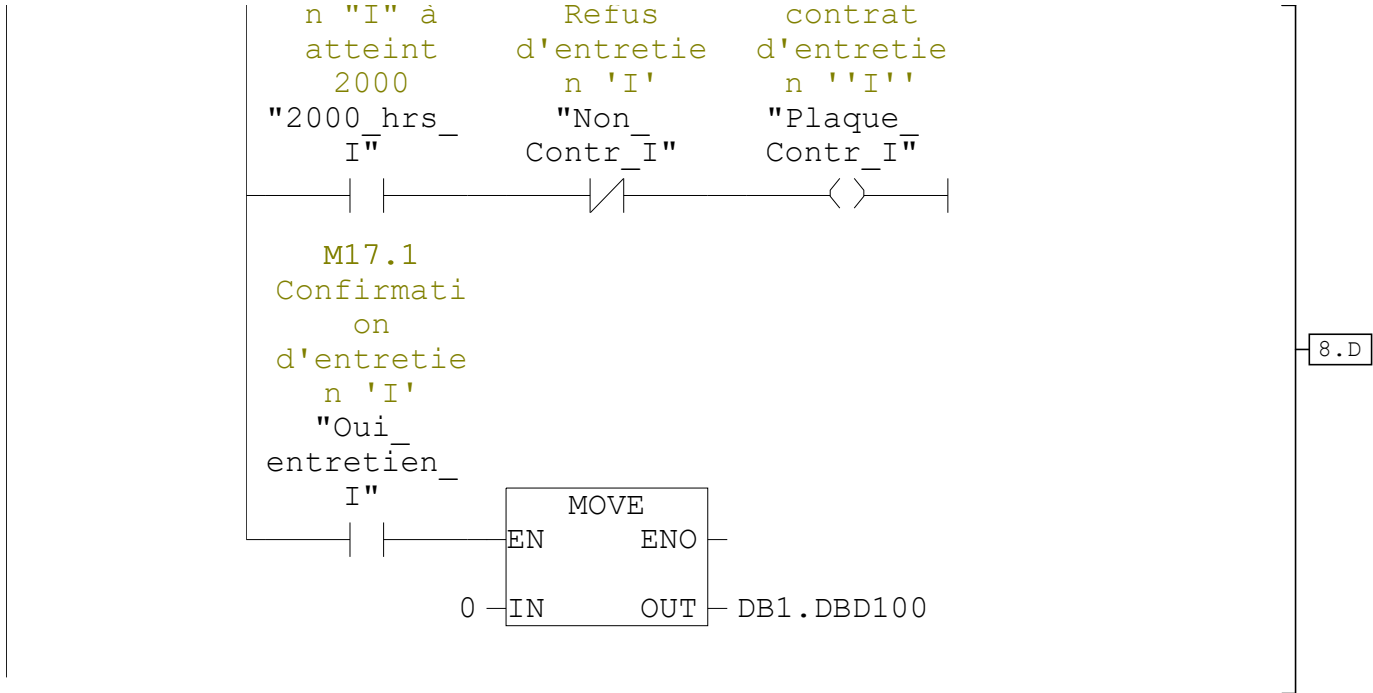 n "I" à
atteint
2000
"2000_hrs_
I"
Refus
d'entretie
n 'I'
"Non_
Contr_I"
contrat
d'entretie
n ''I''
"Plaque_
Contr_I"
M17.1
Confirmati
on
d'entretie
n 'I'
"Oui_
entretien_
I"
MOVE
EN ENO
0 IN OUT DB1.DBD100
8.D